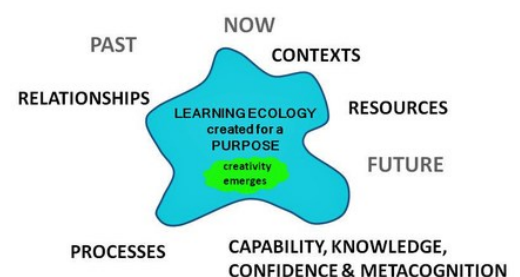 NOW
PAST
CONTEXTS
RELATIONSHIPS
RESOURCES
LEARNING ECOLOGY
created for a
PURPOSE
creativity
emerges
FUTURE
PROCESSES
CAPABILITY, KNOWLEDGE,
CONFIDENCE & METACOGNITION